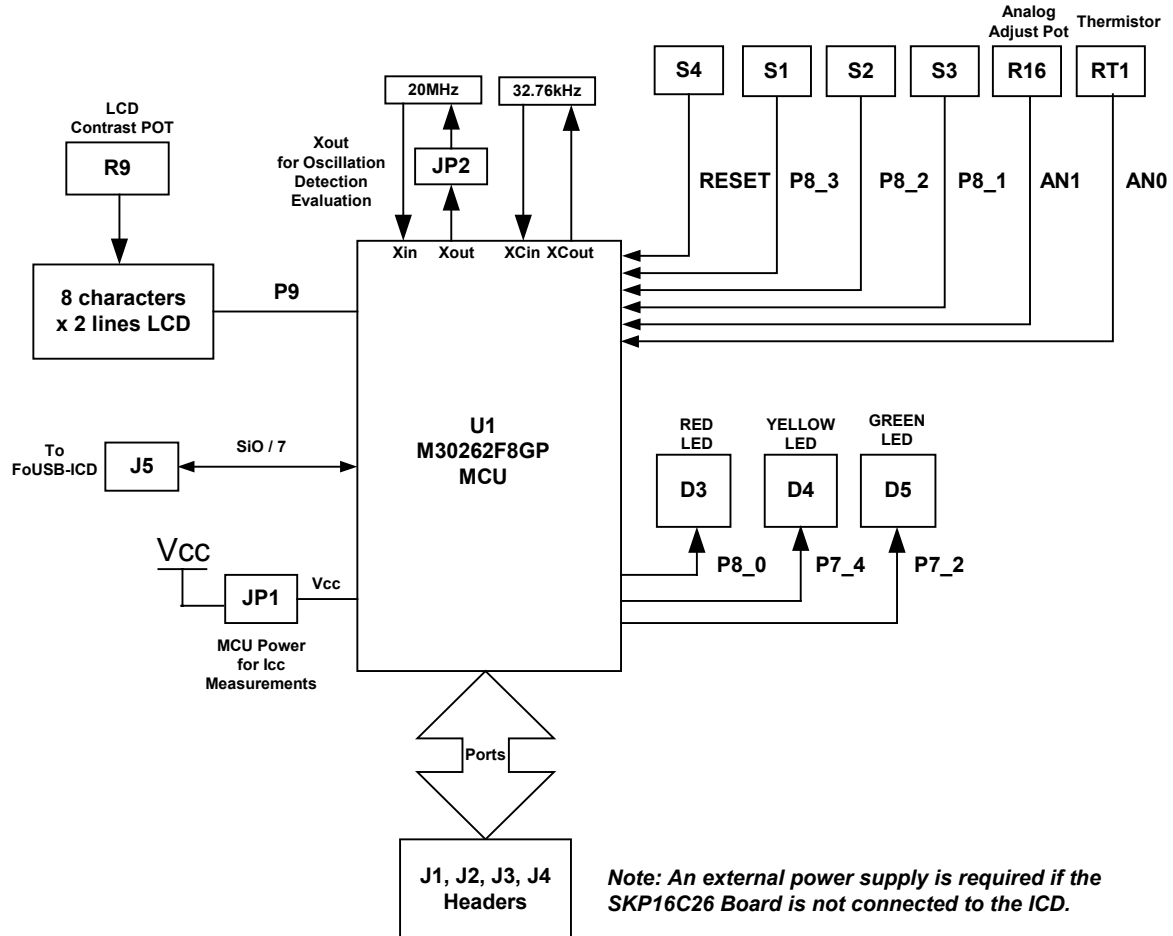 Analog
Adjust Pot
Thermistor
S4
S1
S2
S3
R16
RT1
20MHz
32.76kHz
LCD
Contrast POT
R9
Xout
for Oscillation
Detection
Evaluation
JP2
RESET
P8_3
P8_2
P8_1
AN1
AN0
Xin
Xout
XCin
XCout
8 characters
x 2 lines LCD
P9
U1
M30262F8GP
MCU
RED
LED
YELLOW
LED
GREEN
LED
To
FoUSB-ICD
J5
SiO / 7
D3
D4
D5
P8_0
P7_4
P7_2
Vcc
JP1
Vcc
MCU Power
for Icc
Measurements
Ports
J1, J2, J3, J4
Headers
Note: An external power supply is required if the
SKP16C26 Board is not connected to the ICD.